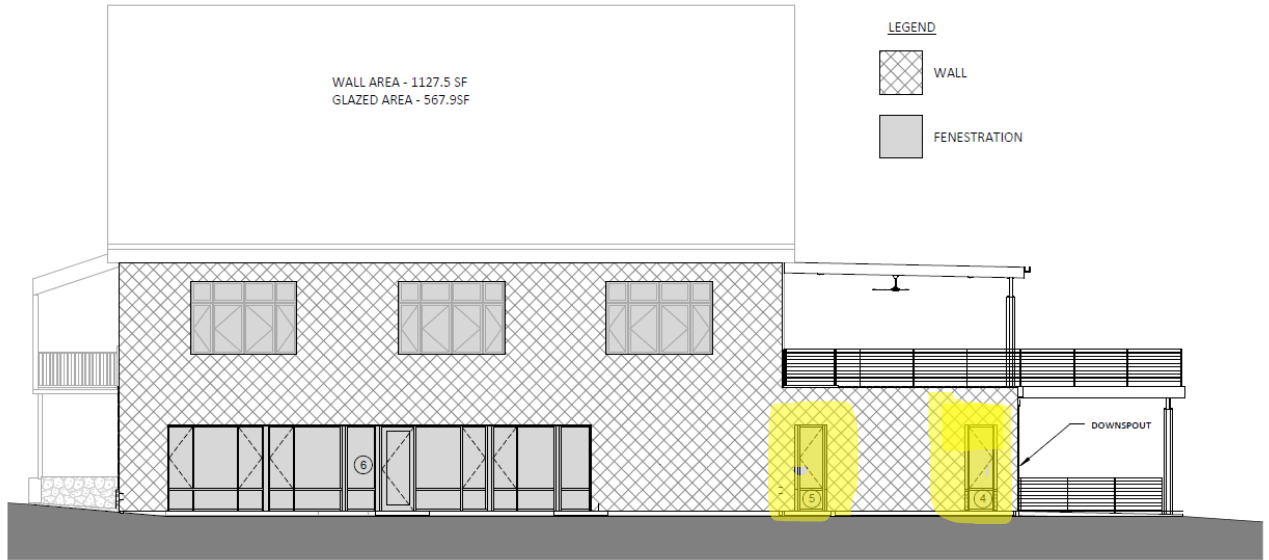 LEGEND
WALL AREA - 1127.5 SF
GLAZED AREA - 567.9SF
WALL
FENESTRATION
DOWNSPOUT
6
5
4